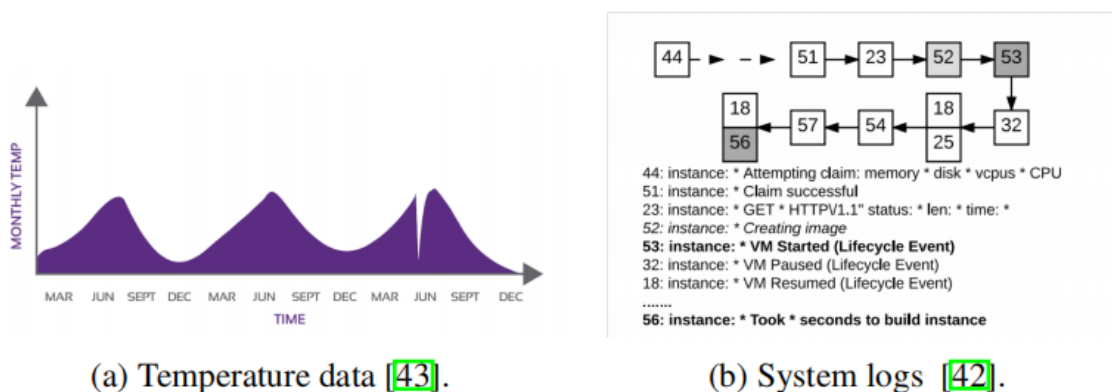 MONTHLY TEMP
MAR JUN SEPT DEC MAR JUN DEC MAR JUN SEPT DEC
TIME
(a) Temperature data [43].
44 51 23 52 53
18 57 54 18 32
56 25
44: instance: * Attempting claim: memory * disk * vcpus * CPU
51: instance: * Claim successful
23: instance: * GET * HTTP\/1.1" status: * len: * time: *
52: instance: * Creating image
53: instance: * VM Started (Lifecycle Event)
32: instance: * VM Paused (Lifecycle Event)
18: instance: * VM Resumed (Lifecycle Event)
.......
56: instance: * Took * seconds to build instance
(b) System logs [42].